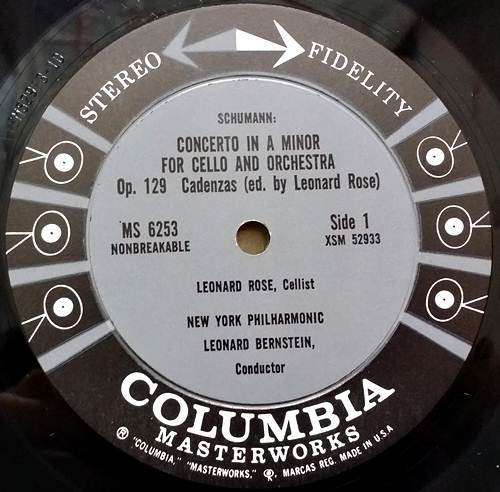 STEREO FIDELITY
SCHUMANN:
CONCERTO IN A MINOR
FOR CELLO AND ORCHESTRA
Op. 129 Cadenzas (ed. by Leonard Rose)
MS 6253
NONBREAKABLE
Side 1
XSM 52933
LEONARD ROSE, Cellist
NEW YORK PHILHARMONIC
LEONARD BERNSTEIN,
Conductor
COLUMBIA
MASTERWORKS
® "COLUMBIA," "MASTERWORKS," MARCAS REG. MADE IN U.S.A.